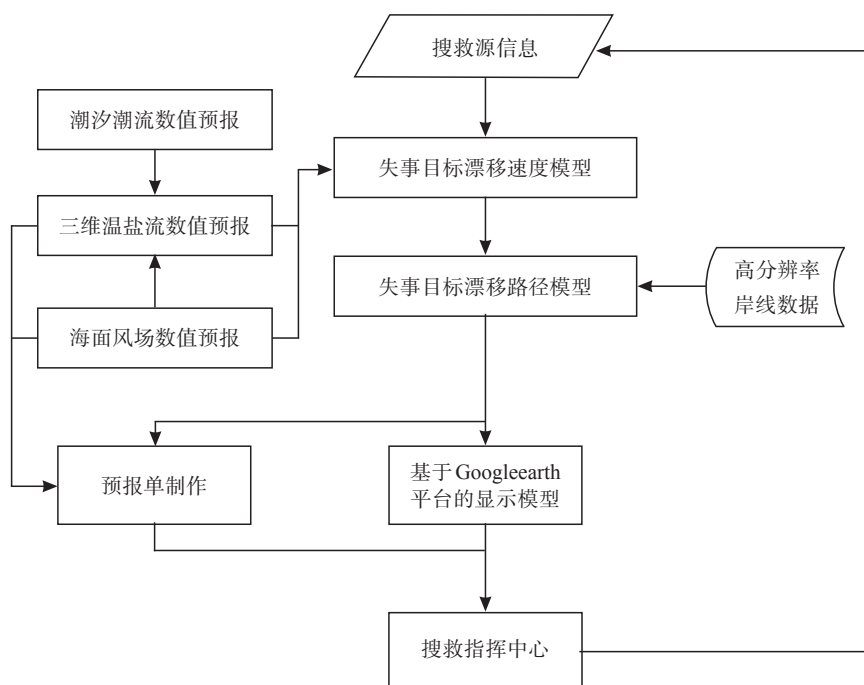 搜救源信息
潮汐潮流数值预报
失事目标漂移速度模型
三维温盐流数值预报
失事目标漂移路径模型
高分辨率
岸线数据
海面风场数值预报
预报单制作
基于Googleearth
平台的显示模型
搜救指挥中心